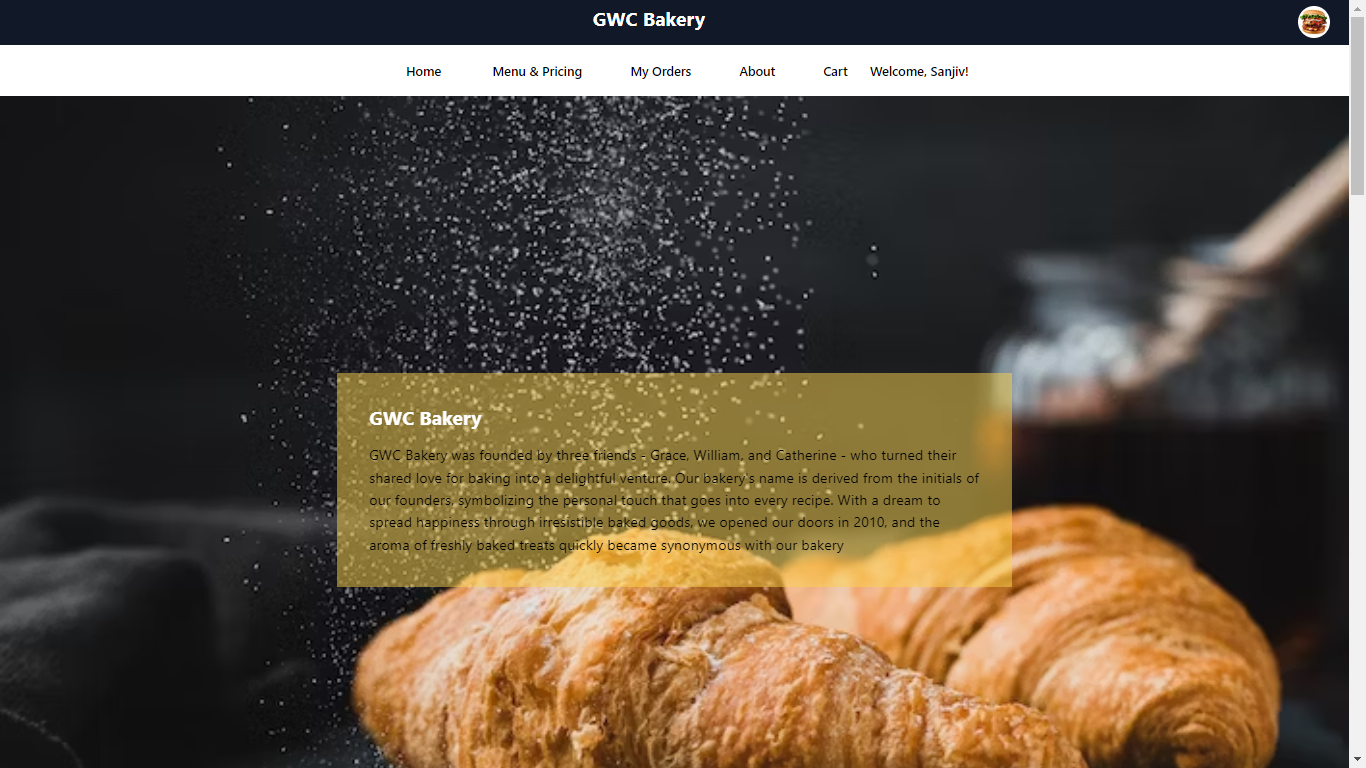 GWC Bakery
Home Menu & Pricing My Orders About Cart Welcome, Sanjiv!
GWC Bakery
GWC Bakery was founded by three friends - Grace, William, and Catherine - who turned their
shared love for baking into a delightful venture. Our bakery's name is derived from the initials of
our founders, symbolizing the personal touch that goes into every recipe. With a dream to
spread happiness through irresistible baked goods, we opened our doors in 2010, and the
aroma of freshly baked treats quickly became synonymous with our bakery